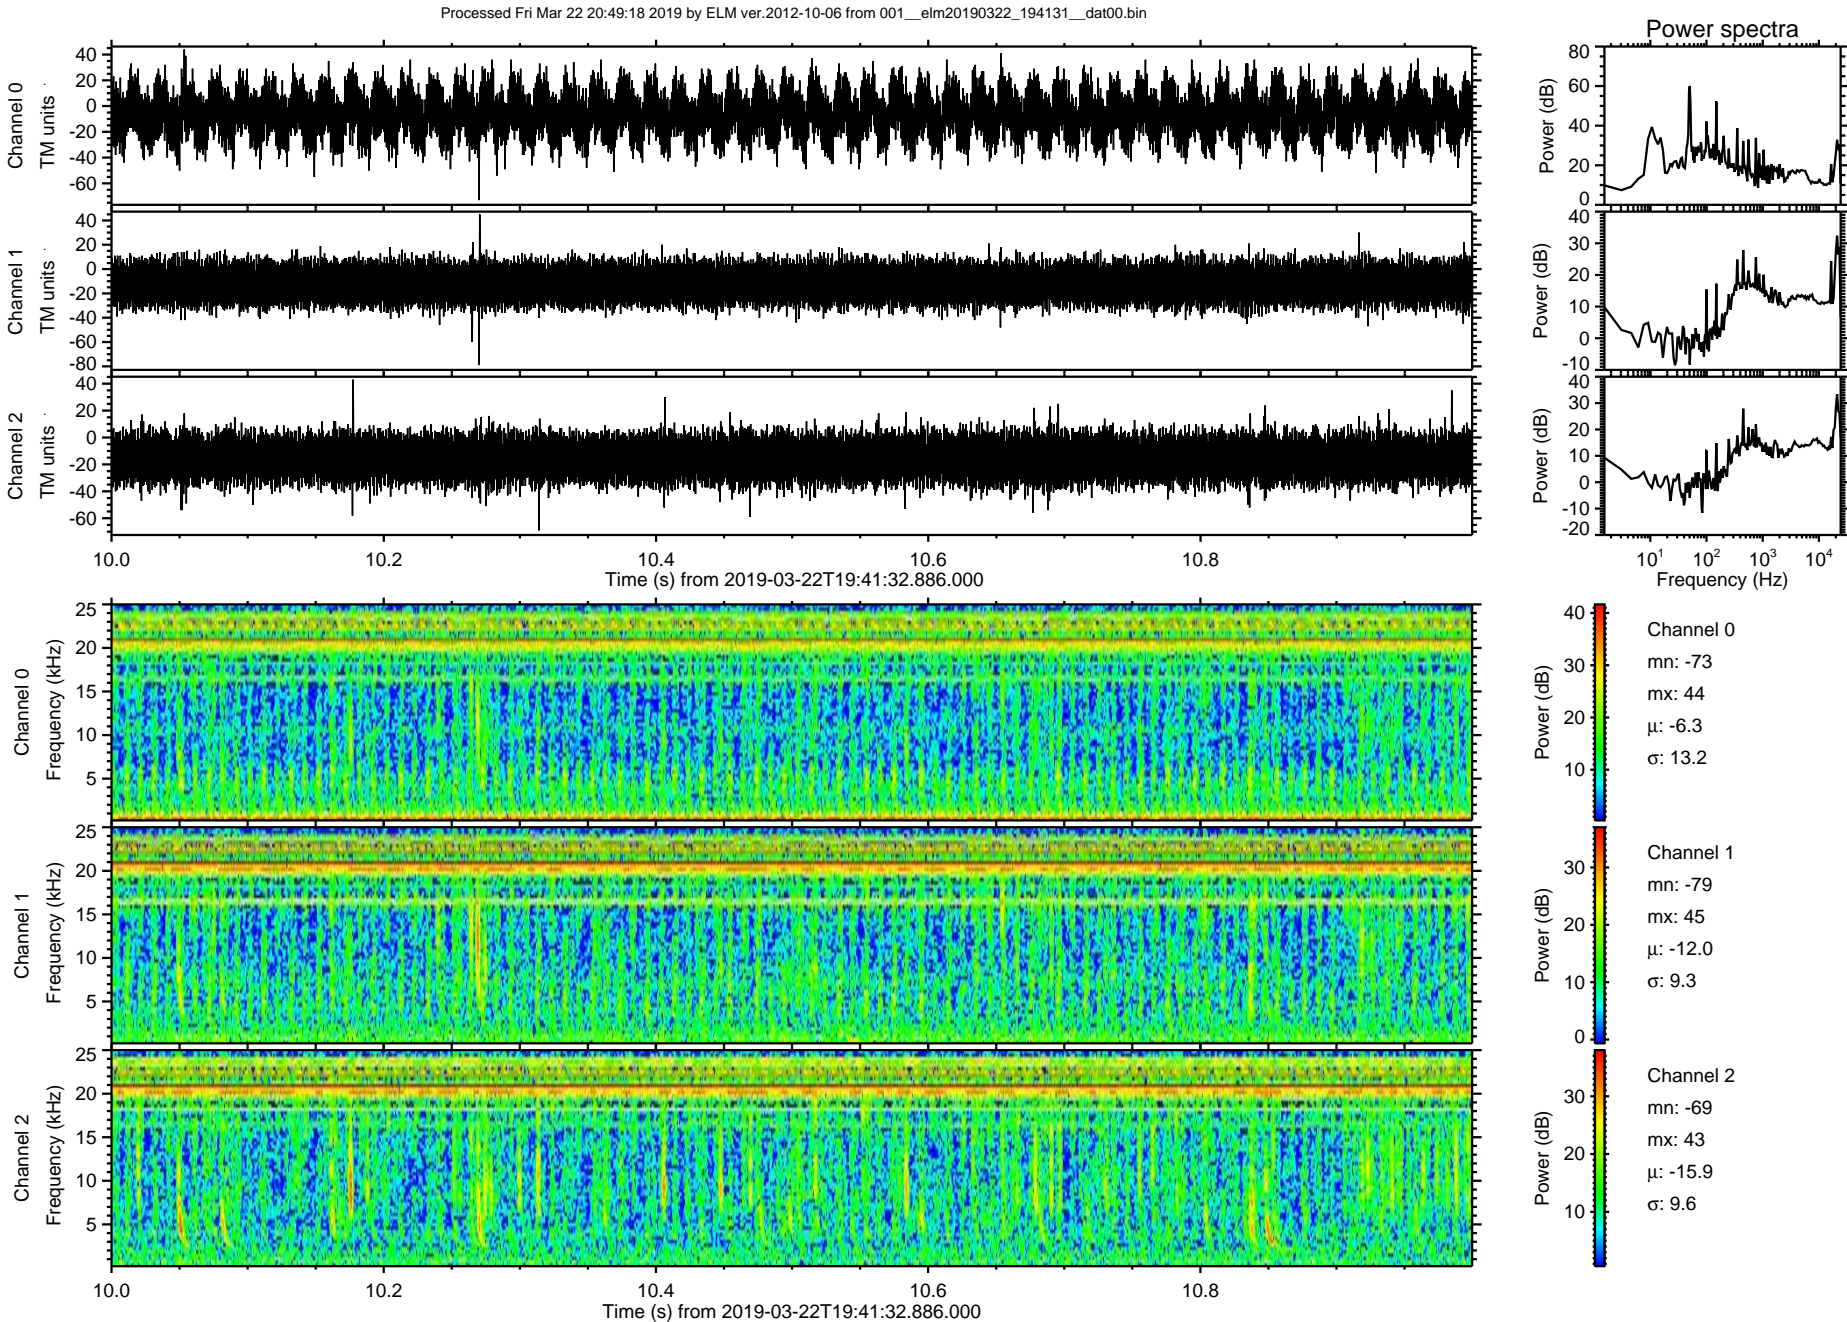 Processed Fri Mar 22 20:49:18 2019 by ELM ver.2012-10-06 from 001__elm20190322_194131__dat00.bin
Power spectra
Channel 0
TM units
40
20
0
-20
-40
-60
Power (dB)
80
60
40
20
0
Channel 1
TM units
40
20
0
-20
-40
-60
-80
Power (dB)
40
30
20
10
0
-10
Channel 2
TM units
40
20
0
-20
-40
-60
Power (dB)
40
30
20
10
0
-10
-20
10.0 10.2 10.4 10.6 10.8
Time (s) from 2019-03-22T19:41:32.886.000
10¹ 10² 10³ 10⁴
Frequency (Hz)
Channel 0
Frequency (kHz)
25
20
15
10
5
Power (dB)
40
30
20
10
Channel 0
mn: -73
mx: 44
μ: -6.3
σ: 13.2
Channel 1
Frequency (kHz)
25
20
15
10
5
Power (dB)
30
20
10
0
Channel 1
mn: -79
mx: 45
μ: -12.0
σ: 9.3
Channel 2
Frequency (kHz)
25
20
15
10
5
Power (dB)
30
20
10
Channel 2
mn: -69
mx: 43
μ: -15.9
σ: 9.6
10.0 10.2 10.4 10.6 10.8
Time (s) from 2019-03-22T19:41:32.886.000